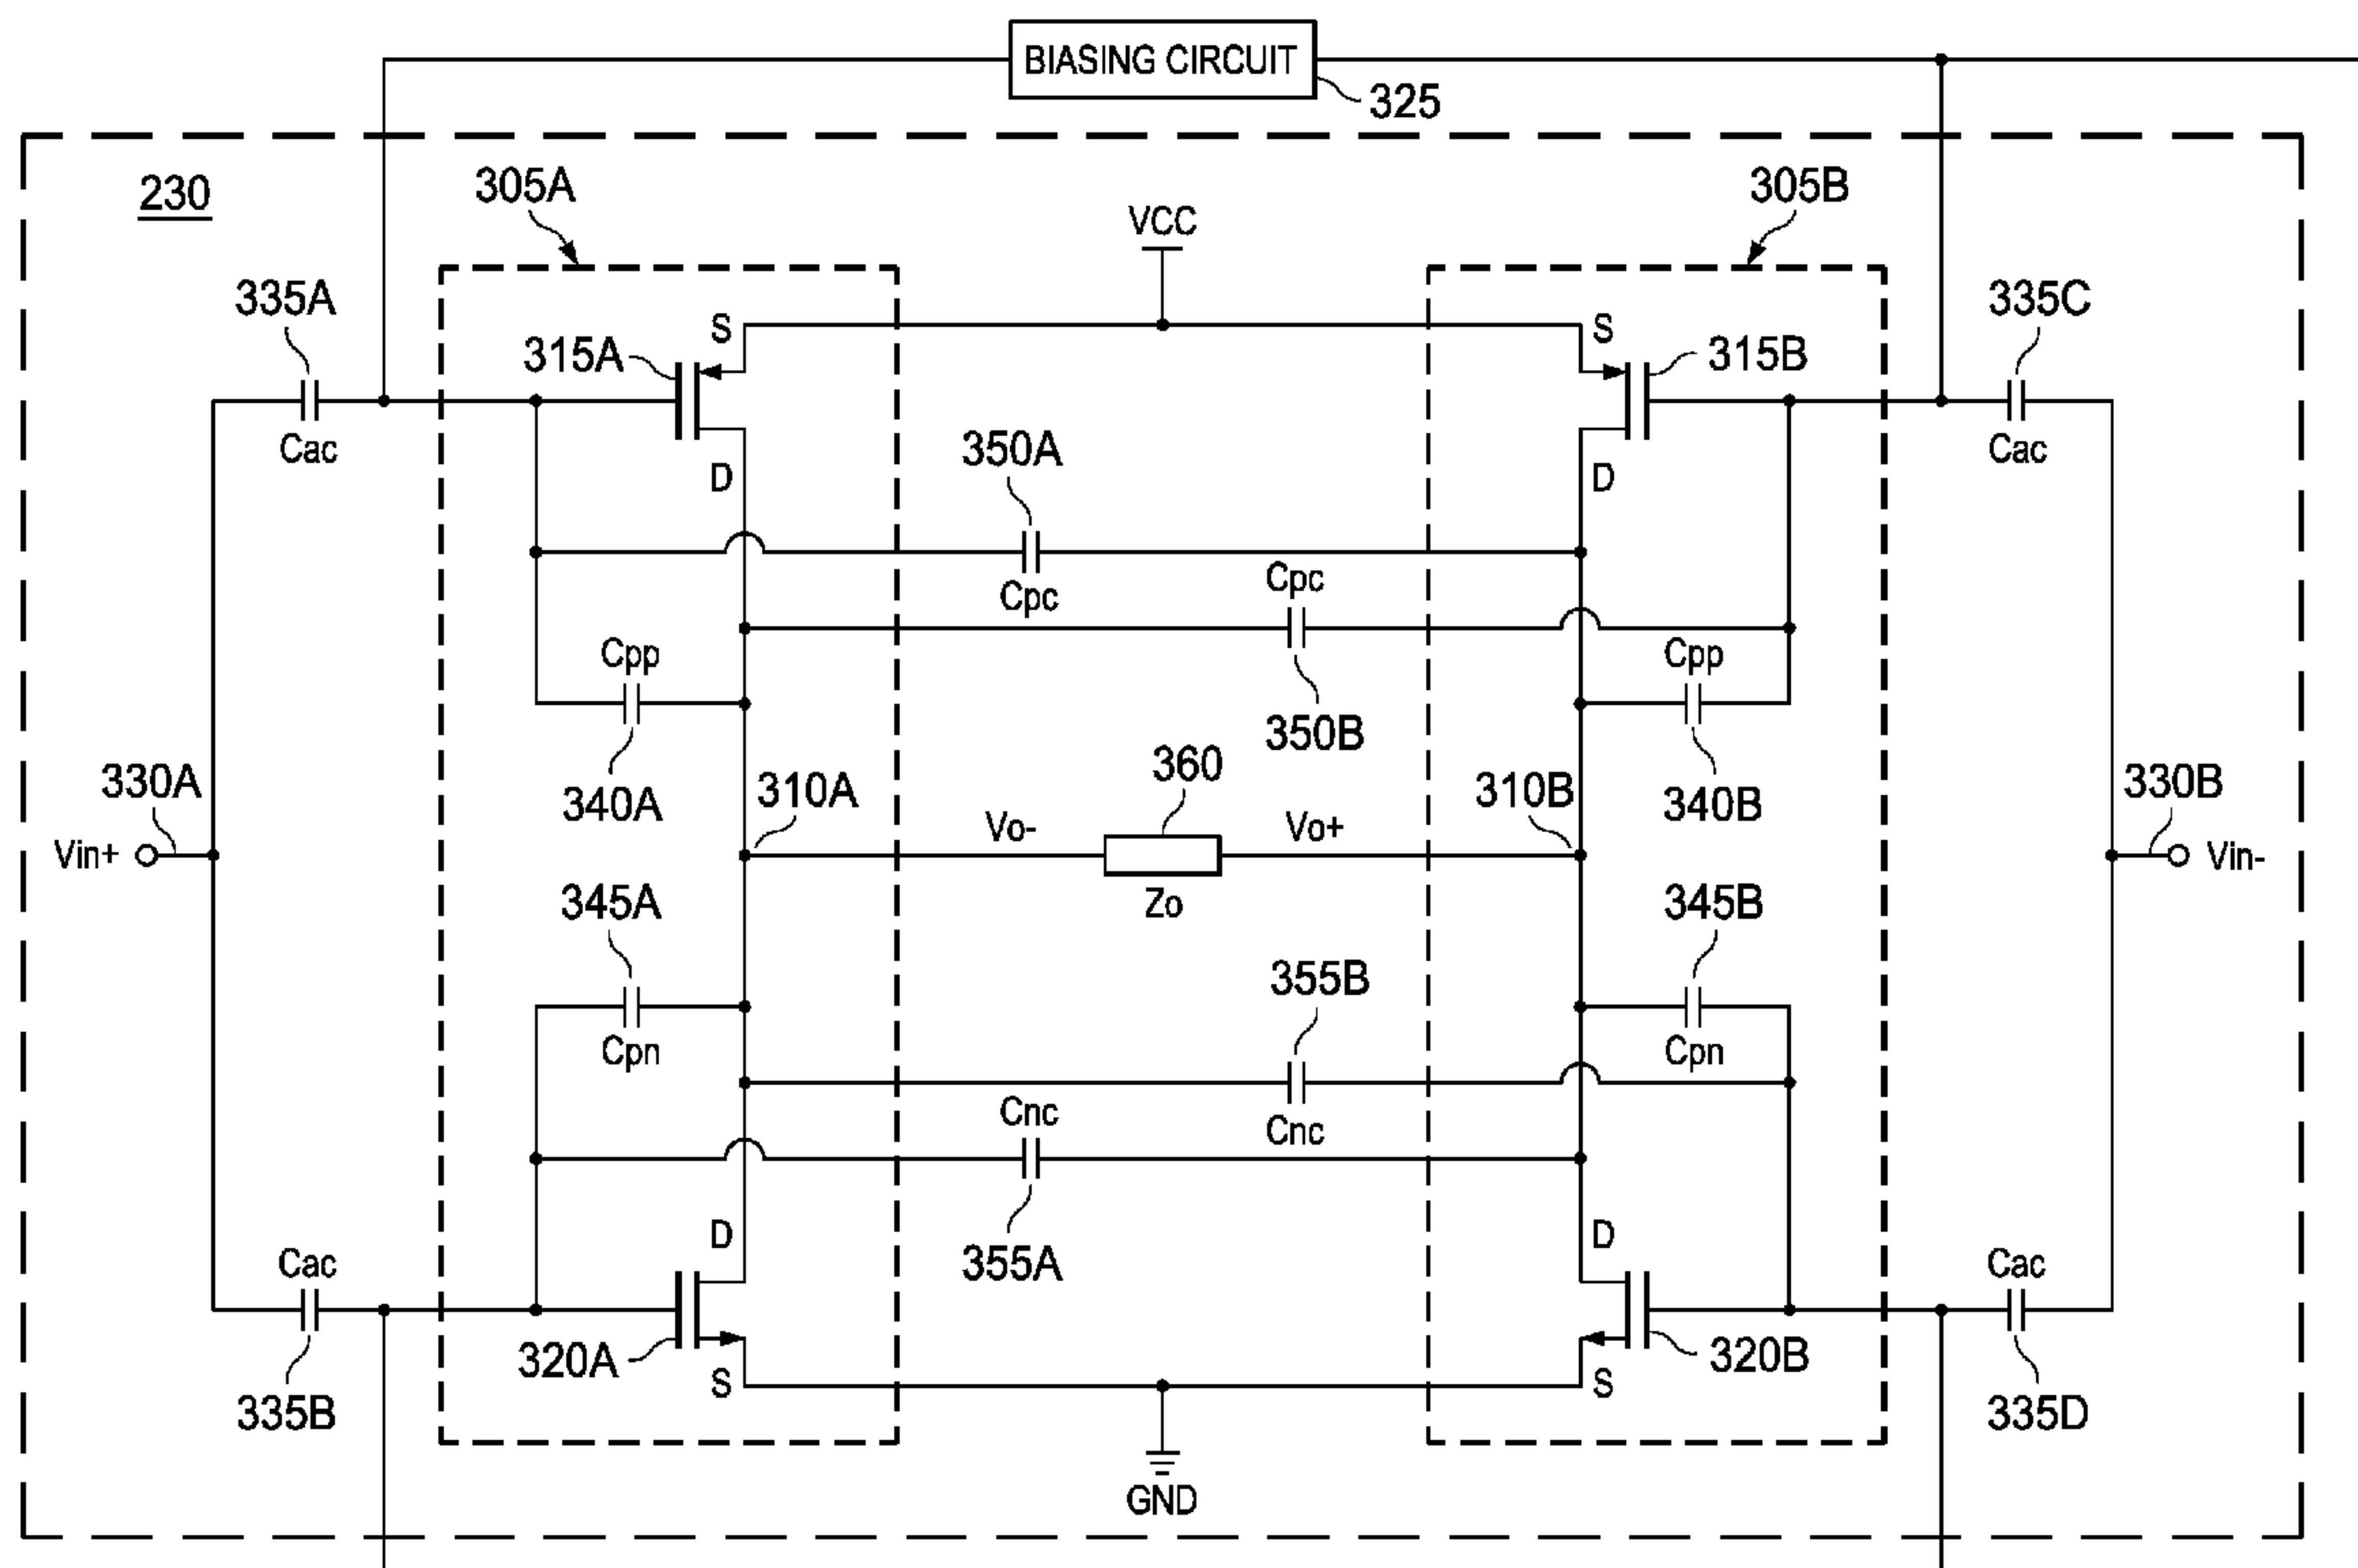 BIASING CIRCUIT
325
230
305A
305B
VCC
335A
335C
S
S
315A
315B
Cac
350A
Cac
D
D
Cpc
Cpc
Cpp
Cpp
340A
350B
340B
330A
310A
360
310B
330B
Vin+
Vo-
Vo+
Vin-
345A
Zo
345B
355B
Cpn
Cpn
Cnc
Cnc
D
D
Cac
355A
Cac
320A
320B
S
S
335B
335D
GND